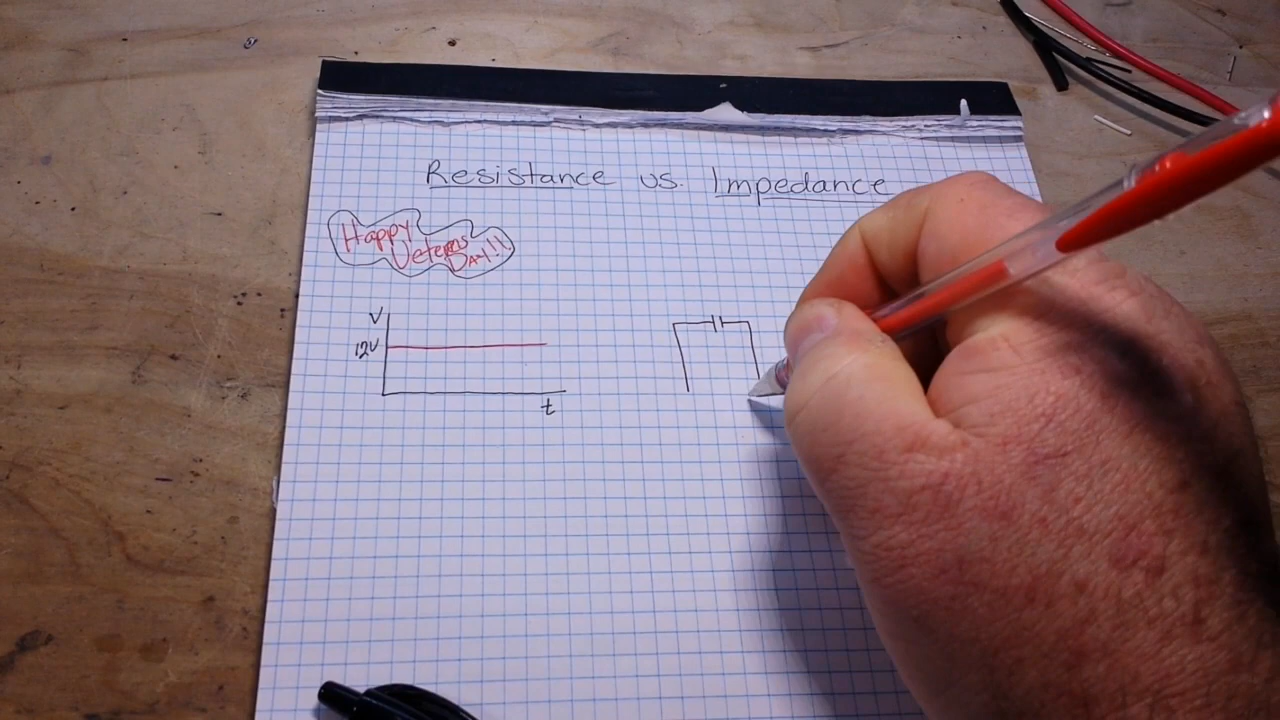 Resistance vs. Impedance
Happy
Veterans
DAY!!
V
12V
t